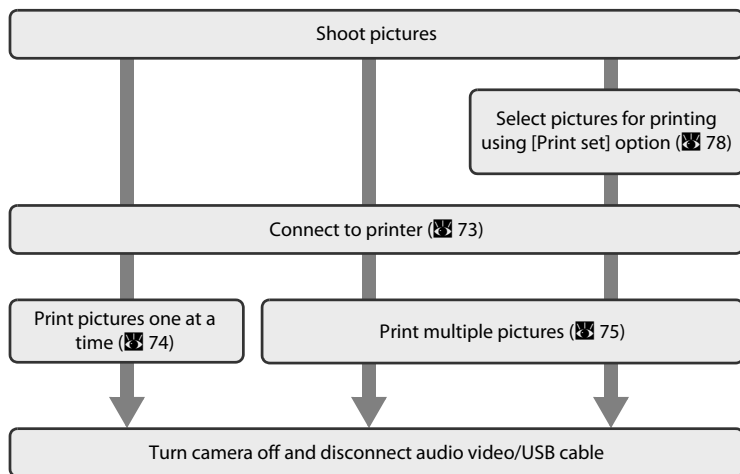 Shoot pictures
Select pictures for printing
using [Print set] option (78)
Connect to printer (73)
Print pictures one at a
time (74)
Print multiple pictures (75)
Turn camera off and disconnect audio video/USB cable